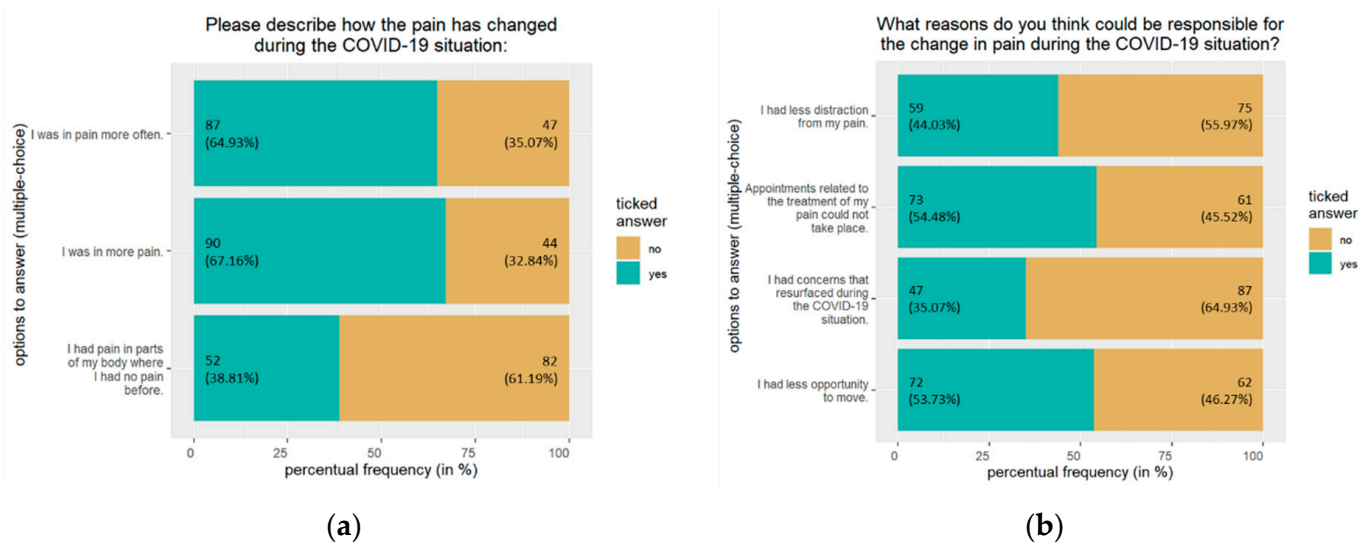 Please describe how the pain has changed
during the COVID-19 situation:
options to answer (multiple-choice)
I was in pain more often.
87
(64.93%)
47
(35.07%)
I was in more pain.
90
(67.16%)
44
(32.84%)
I had pain in parts
of my body where
I had no pain
before.
52
(38.81%)
82
(61.19%)
0
25
50
75
100
percentual frequency (in %)
ticked
answer
no
yes
(a)
What reasons do you think could be responsible for
the change in pain during the COVID-19 situation?
options to answer (multiple-choice)
I had less distraction
from my pain.
59
(44.03%)
75
(55.97%)
Appointments related to
the treatment of my
pain could not
take place.
73
(54.48%)
61
(45.52%)
I had concerns that
resurfaced during
the COVID-19
situation.
47
(35.07%)
87
(64.93%)
I had less opportunity
to move.
72
(53.73%)
62
(46.27%)
0
25
50
75
100
percentual frequency (in %)
ticked
answer
no
yes
(b)